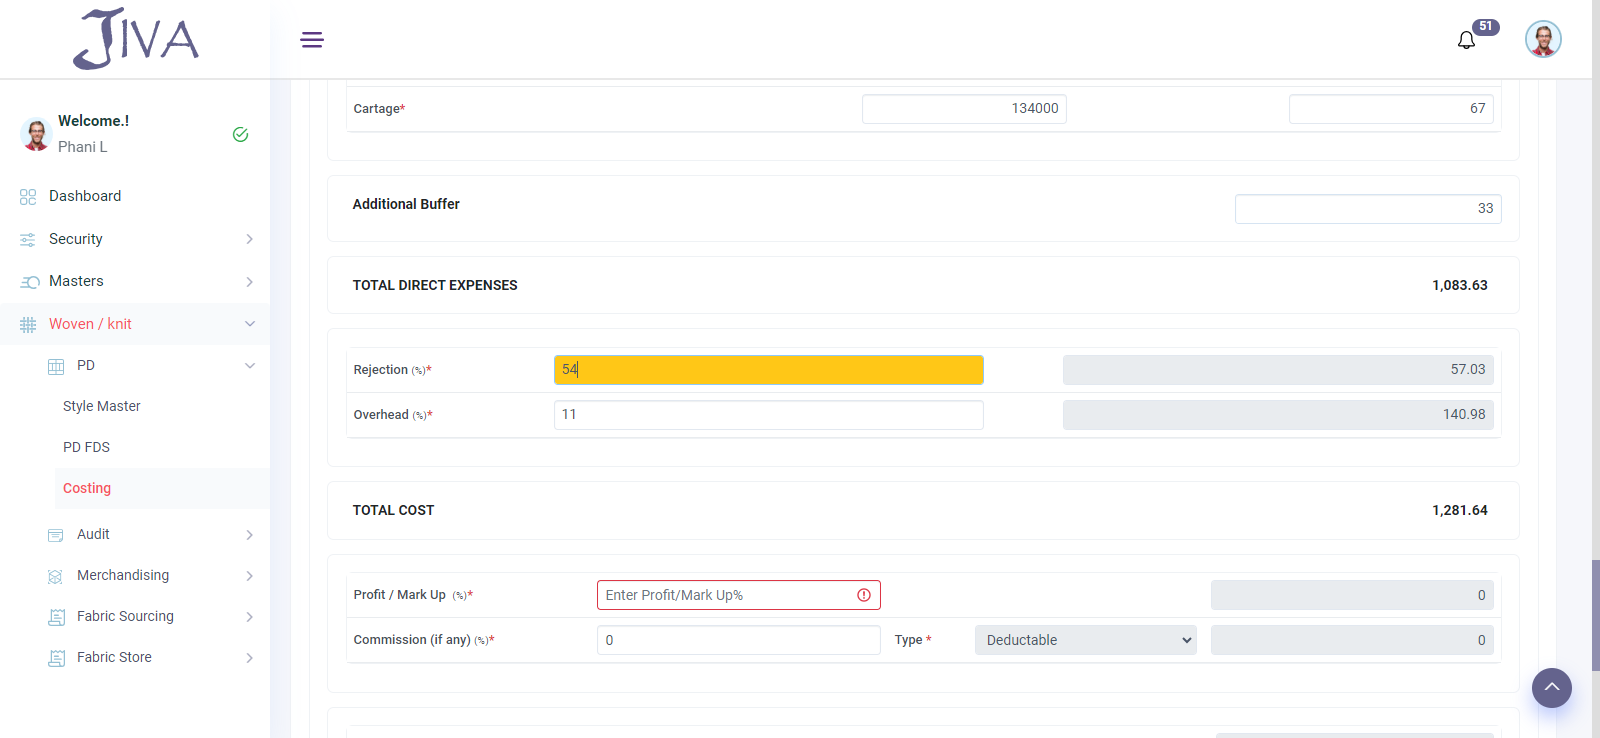 JIVA
51
Welcome.!
Phani L
Dashboard
Security
Masters
Woven / knit
PD
Style Master
PD FDS
Costing
Audit
Merchandising
Fabric Sourcing
Fabric Store
Cartage* 134000 67
Additional Buffer 33
TOTAL DIRECT EXPENSES 1,083.63
Rejection (%)* 54 57.03
Overhead (%)* 11 140.98
TOTAL COST 1,281.64
Profit / Mark Up (%)* Enter Profit/Mark Up% 0
Commission (if any) (%)* 0 Type * Deductable 0